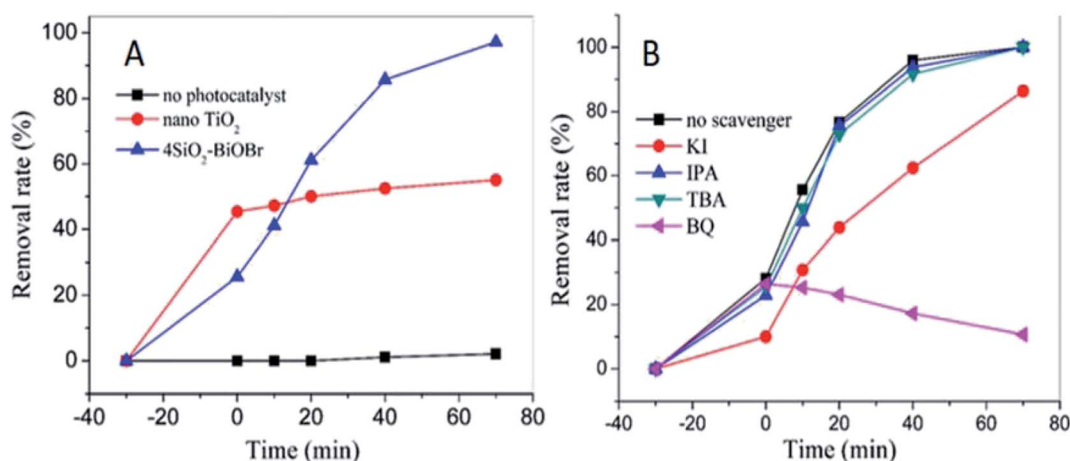 A
Removal rate (%)
100
80
60
40
20
0
no photocatalyst
nano TiO₂
4SiO₂-BiOBr
-40
-20
0
20
40
60
80
Time (min)
B
Removal rate (%)
100
80
60
40
20
0
no scavenger
KI
IPA
TBA
BQ
-40
-20
0
20
40
60
80
Time (min)